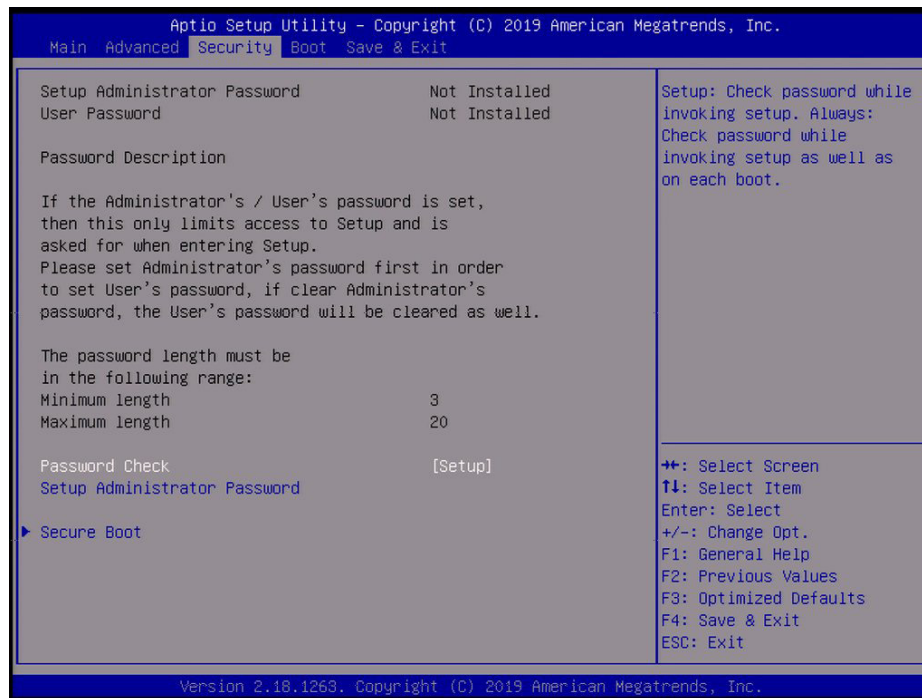 Aptio Setup Utility – Copyright (C) 2019 American Megatrends, Inc.
Main Advanced Security Boot Save & Exit
Setup Administrator Password Not Installed
User Password Not Installed
Password Description
If the Administrator's / User's password is set,
then this only limits access to Setup and is
asked for when entering Setup.
Please set Administrator's password first in order
to set User's password, if clear Administrator's
password, the User's password will be cleared as well.
The password length must be
in the following range:
Minimum length 3
Maximum length 20
Password Check [Setup]
Setup Administrator Password
Secure Boot
Setup: Check password while
invoking setup. Always:
Check password while
invoking setup as well as
on each boot.
→←: Select Screen
↑↓: Select Item
Enter: Select
+/-: Change Opt.
F1: General Help
F2: Previous Values
F3: Optimized Defaults
F4: Save & Exit
ESC: Exit
Version 2.18.1263. Copyright (C) 2019 American Megatrends, Inc.